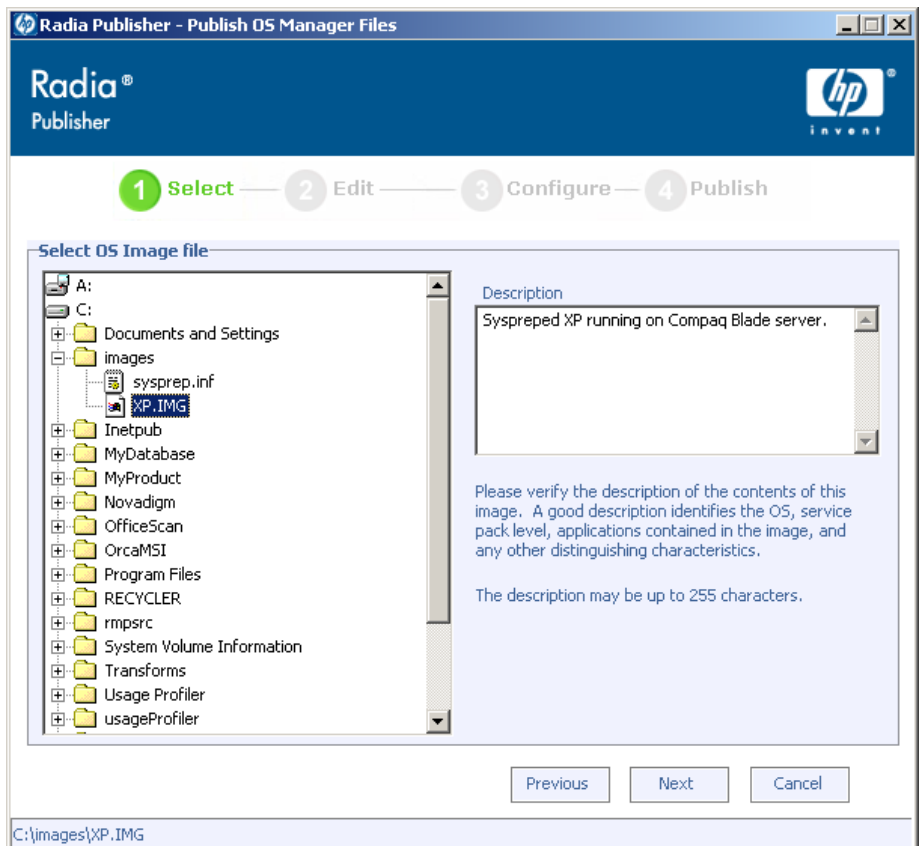 Radia Publisher - Publish OS Manager Files
Radia®
Publisher
hp
®
invent
1 Select 2 Edit 3 Configure 4 Publish
Select OS Image file
A:
C:
Documents and Settings
images
sysprep.inf
XP.IMG
Inetpub
MyDatabase
MyProduct
Novadigm
OfficeScan
OrcaMSI
Program Files
RECYCLER
rmpsrc
System Volume Information
Transforms
Usage Profiler
usageProfiler
Description
Syspreped XP running on Compaq Blade server.
Please verify the description of the contents of this
image. A good description identifies the OS, service
pack level, applications contained in the image, and
any other distinguishing characteristics.
The description may be up to 255 characters.
Previous Next Cancel
C:\images\XP.IMG